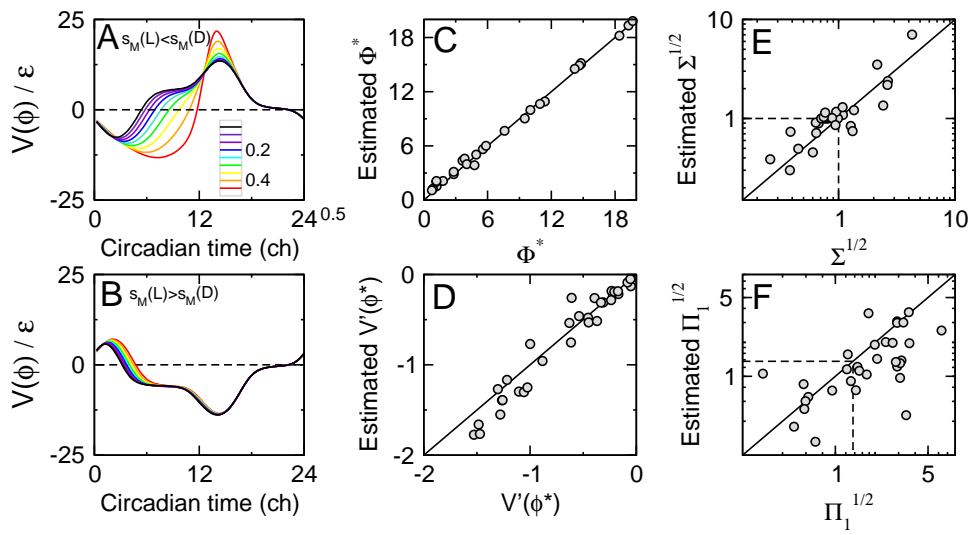 A s_M(L)<s_M(D)
V(ϕ) / ε
25
0
-25
0.2
0.4
0 12 24
0.5
Circadian time (ch)
B s_M(L)>s_M(D)
V(ϕ) / ε
25
0
-25
0 12 24
Circadian time (ch)
C
Estimated Φ*
18
12
6
0
0 6 12 18
Φ*
D
Estimated V'(ϕ*)
-0
-1
-2
-2 -1 0
V'(ϕ*)
E
Estimated Σ^1/2
10
1
1 10
Σ^1/2
F
Estimated Π_1^1/2
5
1
1 5
Π_1^1/2